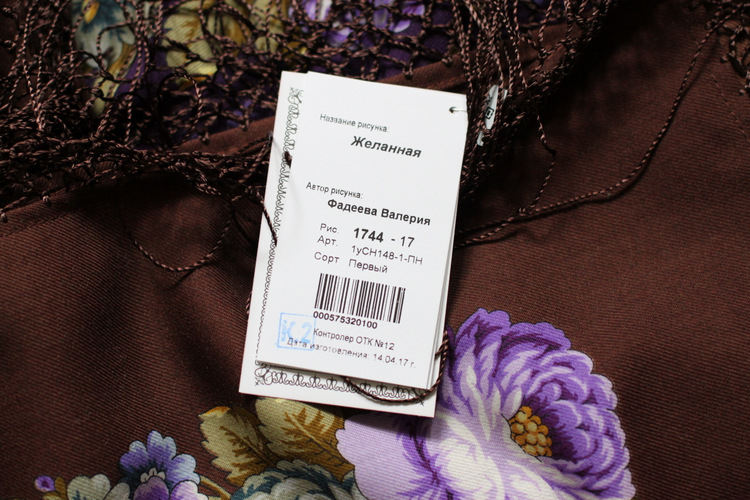 Название рисунка:
Желанная
Автор рисунка:
Фадеева Валерия
Рис. 1744 - 17
Арт. 1уСН148-1-ПН
Сорт Первый
000575320100
К 2
Контролер ОТК №12
Дата изготовления: 14.04.17 г.